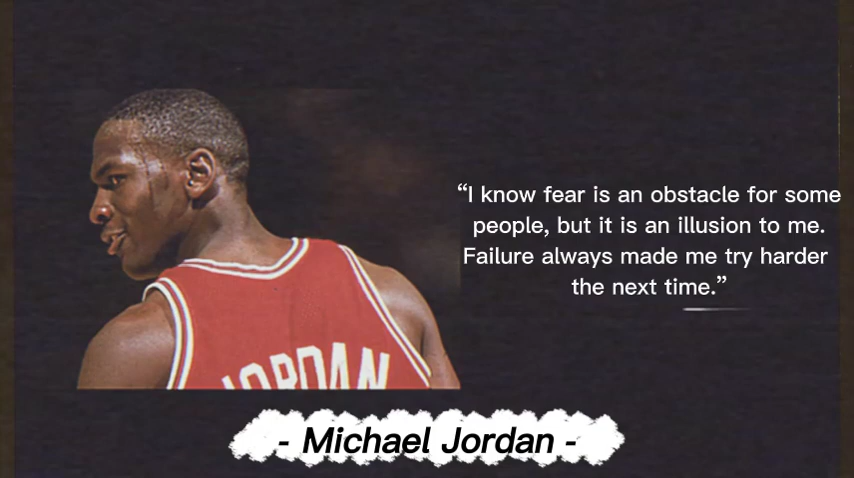 JORDAN
“I know fear is an obstacle for some
people, but it is an illusion to me.
Failure always made me try harder
the next time.”
- Michael Jordan -